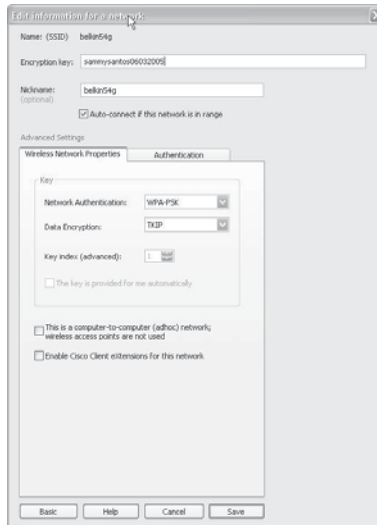 Edit information for a network
Name: (SSID) belkin54g
Encryption key: sammysantos06032005
Nickname: belkin54g
(optional)
Auto-connect if this network is in range
Advanced Settings
Wireless Network Properties Authentication
Key
Network Authentication: WPA-PSK
Data Encryption: TKIP
Key index (advanced): 1
The key is provided for me automatically
This is a computer-to-computer (adhoc) network;
wireless access points are not used
Enable Cisco Client eXtensions for this network
Basic Help Cancel Save